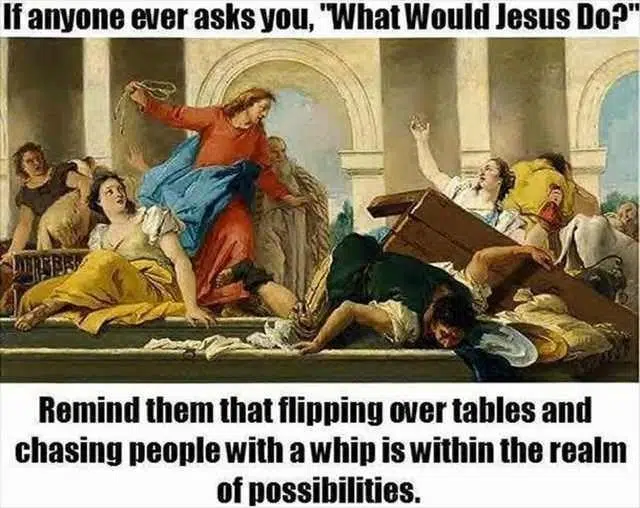 If anyone ever asks you, "What Would Jesus Do?"
Remind them that flipping over tables and
chasing people with a whip is within the realm
of possibilities.